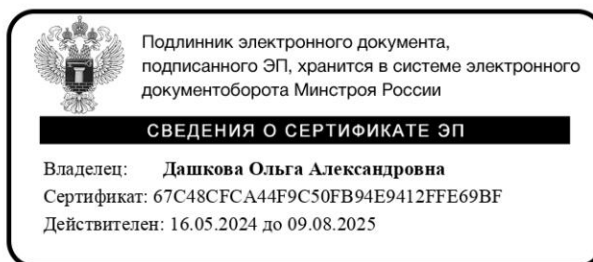 Подлинник электронного документа,
подписанного ЭП, хранится в системе электронного
документоборота Минстроя России
СВЕДЕНИЯ О СЕРТИФИКАТЕ ЭП
Владелец: Дашкова Ольга Александровна
Сертификат: 67C48CFCA44F9C50FB94E9412FFE69BF
Действителен: 16.05.2024 до 09.08.2025